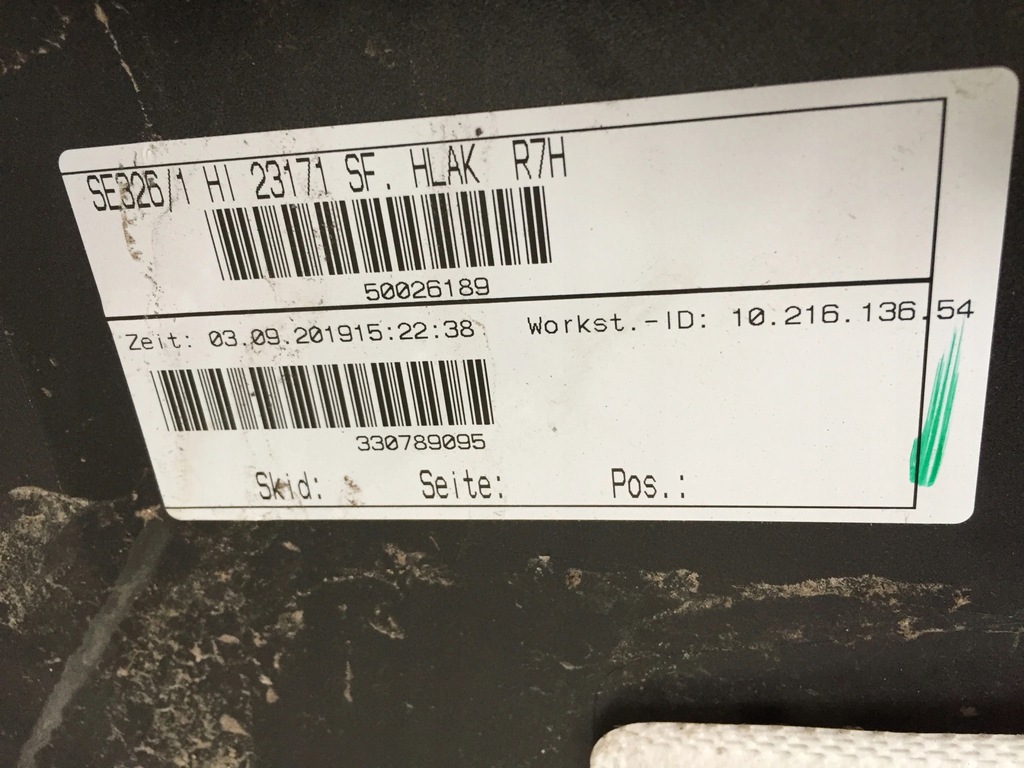 SE326/1 HI 23171 SF. HLAK R7H
50026189
Zeit: 03.09.201915:22:38 Workst.-ID: 10.216.136.54
330789095
Skid: Seite: Pos.: